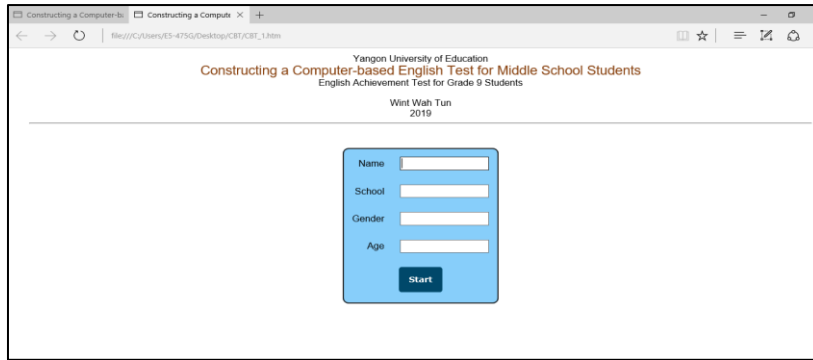 Constructing a Computer-ba
Constructing a Compute
file:///C:/Users/E5-475G/Desktop/CBT/CBT_1.htm
Yangon University of Education
Constructing a Computer-based English Test for Middle School Students
English Achievement Test for Grade 9 Students
Wint Wah Tun
2019
Name
School
Gender
Age
Start